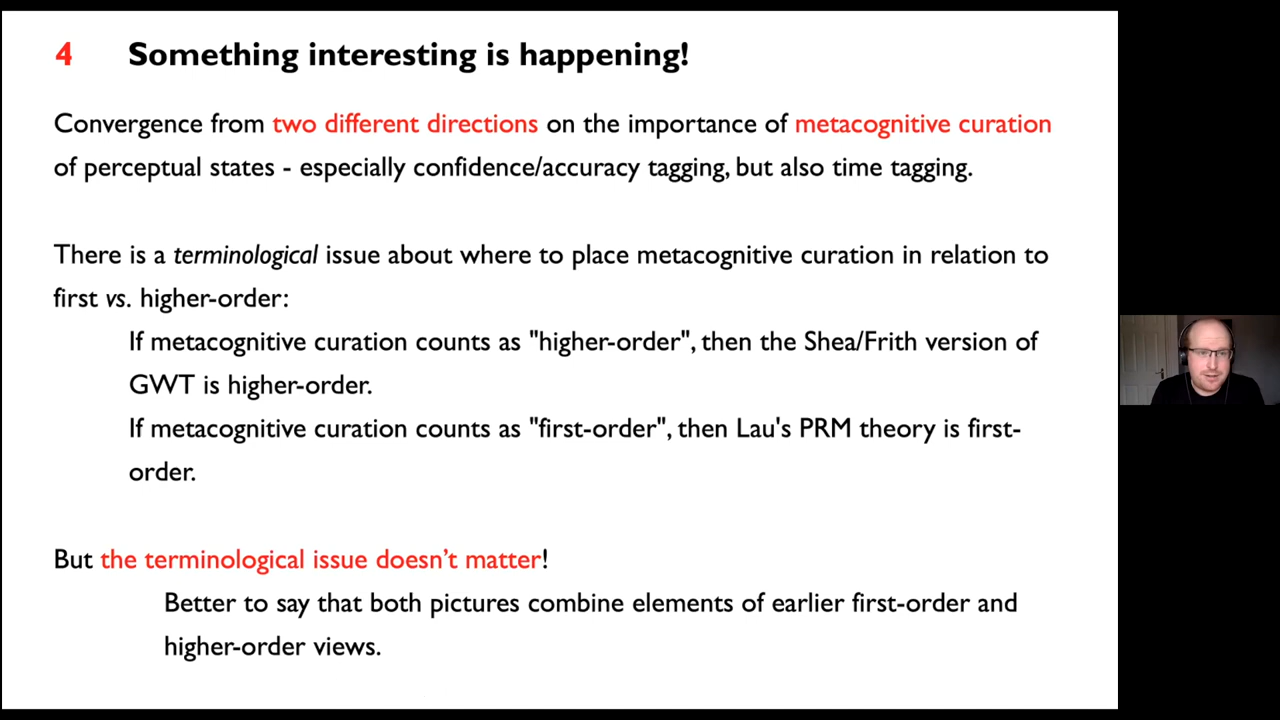 4 Something interesting is happening!
Convergence from two different directions on the importance of metacognitive curation
of perceptual states - especially confidence/accuracy tagging, but also time tagging.
There is a terminological issue about where to place metacognitive curation in relation to
first vs. higher-order:
If metacognitive curation counts as "higher-order", then the Shea/Frith version of
GWT is higher-order.
If metacognitive curation counts as "first-order", then Lau's PRM theory is first-
order.
But the terminological issue doesn’t matter!
Better to say that both pictures combine elements of earlier first-order and
higher-order views.